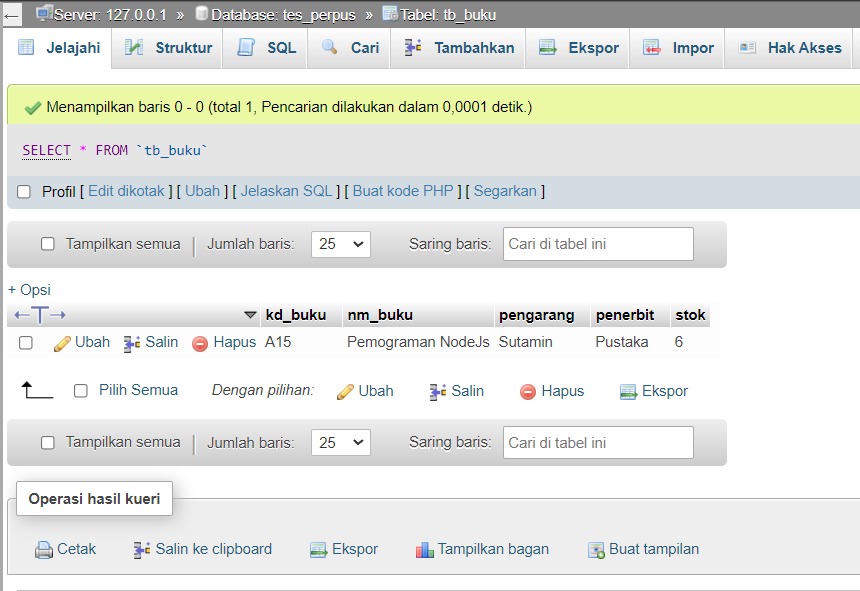 Server: 127.0.0.1 » Database: tes_perpus » Tabel: tb_buku
Jelajahi Struktur SQL Cari Tambahkan Ekspor Impor Hak Akses
Menampilkan baris 0 - 0 (total 1, Pencarian dilakukan dalam 0,0001 detik.)
SELECT * FROM `tb_buku`
Profil [ Edit dikotak ] [ Ubah ] [ Jelaskan SQL ] [ Buat kode PHP ] [ Segarkan ]
Tampilkan semua | Jumlah baris: 25 Saring baris: Cari di tabel ini
+ Opsi
←T→ kd_buku nm_buku pengarang penerbit stok
Ubah Salin Hapus A15 Pemograman NodeJs Sutamin Pustaka 6
Pilih Semua Dengan pilihan: Ubah Salin Hapus Ekspor
Tampilkan semua | Jumlah baris: 25 Saring baris: Cari di tabel ini
Operasi hasil kueri
Cetak Salin ke clipboard Ekspor Tampilkan bagan Buat tampilan